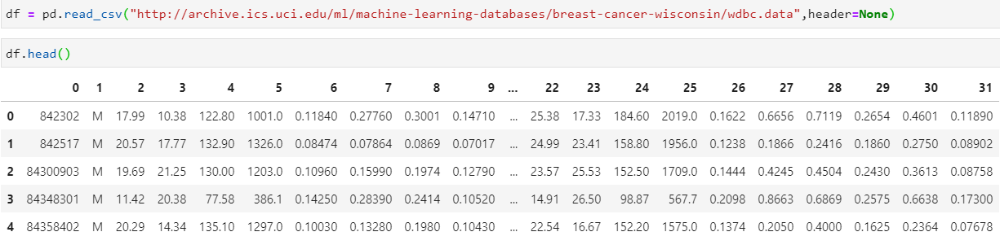 df = pd.read_csv("http://archive.ics.uci.edu/ml/machine-learning-databases/breast-cancer-wisconsin/wdbc.data",header=None)
df.head()
0 1 2 3 4 5 6 7 8 9 ... 22 23 24 25 26 27 28 29 30 31
0 842302 M 17.99 10.38 122.80 1001.0 0.11840 0.27760 0.3001 0.14710 ... 25.38 17.33 184.60 2019.0 0.1622 0.6656 0.7119 0.2654 0.4601 0.11890
1 842517 M 20.57 17.77 132.90 1326.0 0.08474 0.07864 0.0869 0.07017 ... 24.99 23.41 158.80 1956.0 0.1238 0.1866 0.2416 0.1860 0.2750 0.08902
2 84300903 M 19.69 21.25 130.00 1203.0 0.10960 0.15990 0.1974 0.12790 ... 23.57 25.53 152.50 1709.0 0.1444 0.4245 0.4504 0.2430 0.3613 0.08758
3 84348301 M 11.42 20.38 77.58 386.1 0.14250 0.28390 0.2414 0.10520 ... 14.91 26.50 98.87 567.7 0.2098 0.8663 0.6869 0.2575 0.6638 0.17300
4 84358402 M 20.29 14.34 135.10 1297.0 0.10030 0.13280 0.1980 0.10430 ... 22.54 16.67 152.20 1575.0 0.1374 0.2050 0.4000 0.1625 0.2364 0.07678